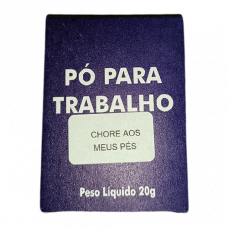 PÓ PARA
TRABALHO
CHORE AOS
MEUS PÉS
Peso Líquido 20g